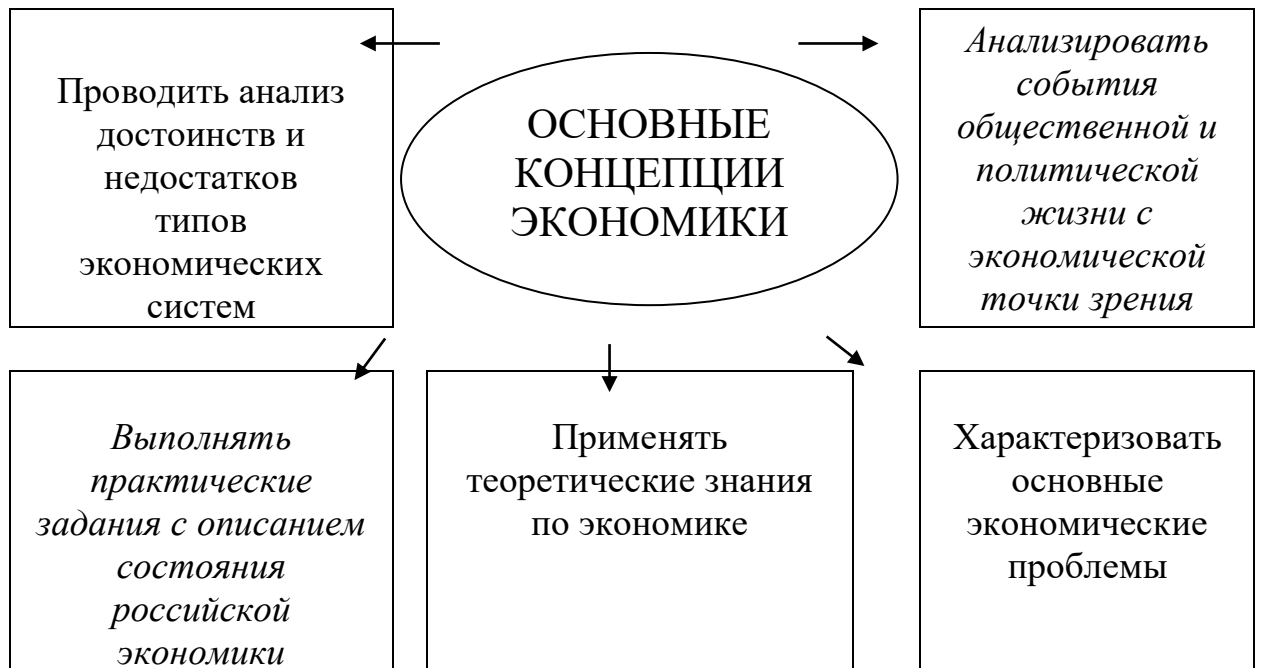 Проводить анализ
достоинств и
недостатков
типов
экономических
систем
ОСНОВНЫЕ
КОНЦЕПЦИИ
ЭКОНОМИКИ
Анализировать
события
общественной и
политической
жизни с
экономической
точки зрения
Выполнять
практические
задания с описанием
состояния
российской
экономики
Применять
теоретические знания
по экономике
Характеризовать
основные
экономические
проблемы